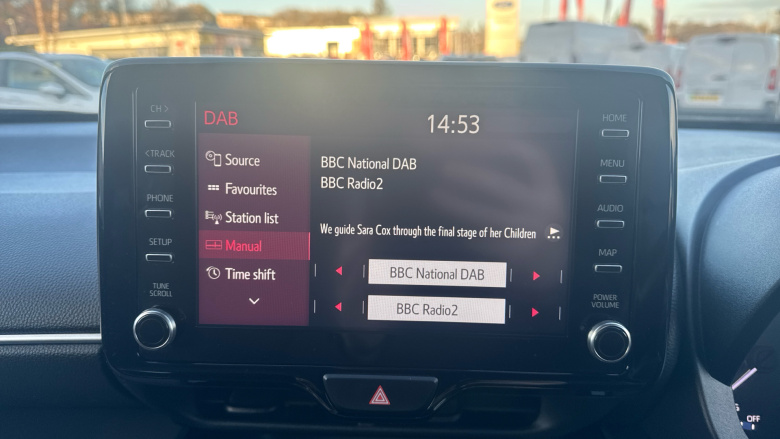 CH >
< TRACK
PHONE
SETUP
TUNE
SCROLL
DAB
14:53
Source
Favourites
Station list
Manual
Time shift
BBC National DAB
BBC Radio2
We guide Sara Cox through the final stage of her Children
BBC National DAB
BBC Radio2
HOME
MENU
AUDIO
MAP
POWER
VOLUME
OFF